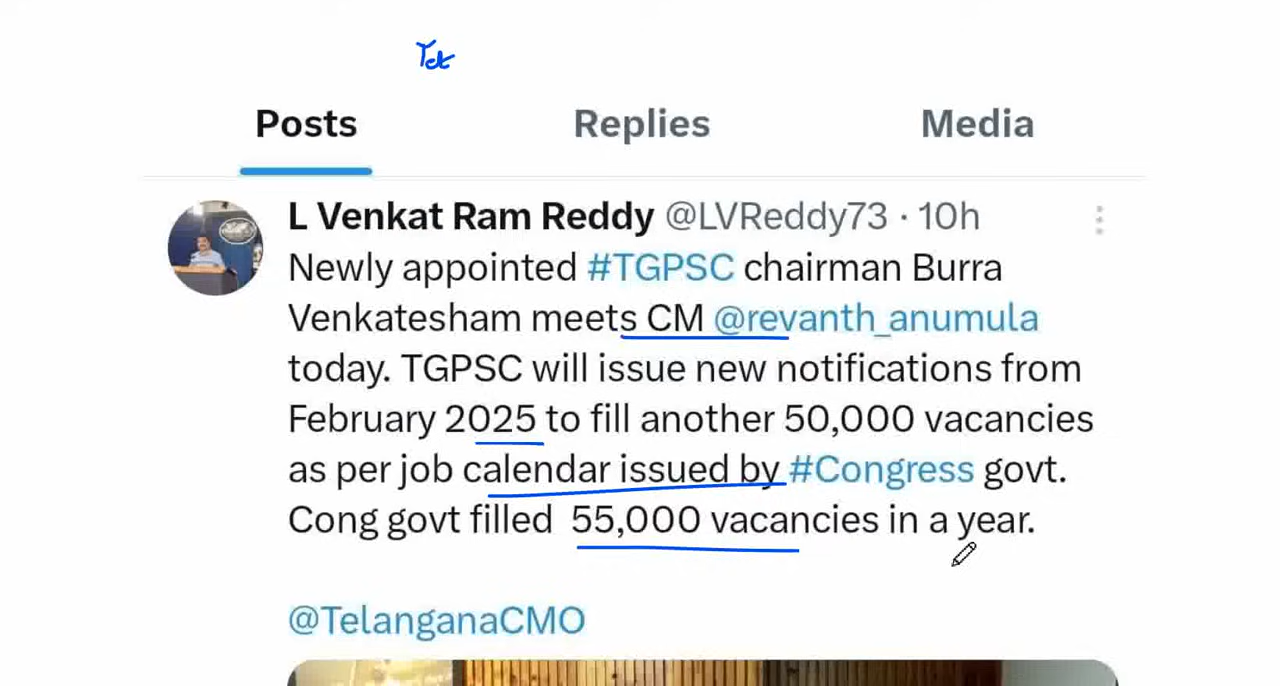 Tet
Posts Replies Media
L Venkat Ram Reddy @LVReddy73 · 10h
Newly appointed #TGPSC chairman Burra
Venkatesham meets CM @revanth_anumula
today. TGPSC will issue new notifications from
February 2025 to fill another 50,000 vacancies
as per job calendar issued by #Congress govt.
Cong govt filled 55,000 vacancies in a year.
@TelanganaCMO